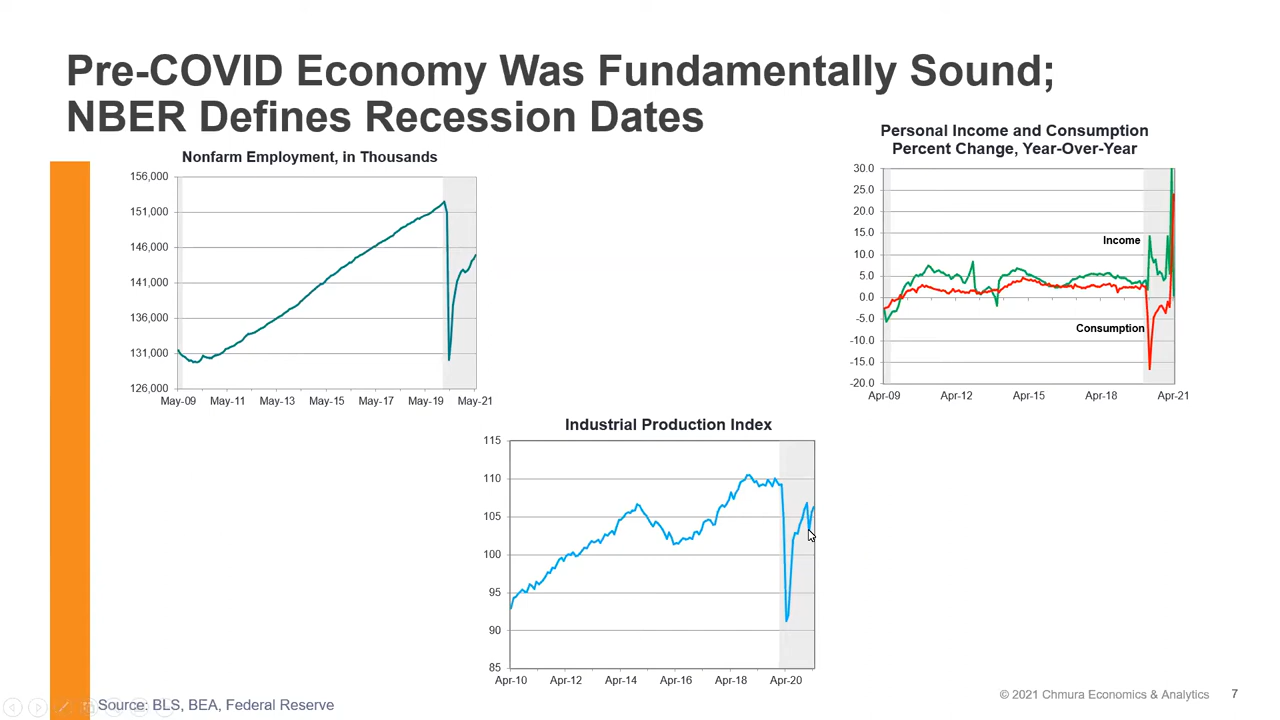 Pre-COVID Economy Was Fundamentally Sound;
NBER Defines Recession Dates
Nonfarm Employment, in Thousands
156,000
151,000
146,000
141,000
136,000
131,000
126,000
May-09 May-11 May-13 May-15 May-17 May-19 May-21
Personal Income and Consumption
Percent Change, Year-Over-Year
30.0
25.0
20.0
15.0
10.0
5.0
0.0
-5.0
-10.0
-15.0
-20.0
Income
Consumption
Apr-09 Apr-12 Apr-15 Apr-18 Apr-21
Industrial Production Index
115
110
105
100
95
90
85
Apr-10 Apr-12 Apr-14 Apr-16 Apr-18 Apr-20
Source: BLS, BEA, Federal Reserve
© 2021 Chmura Economics & Analytics 7